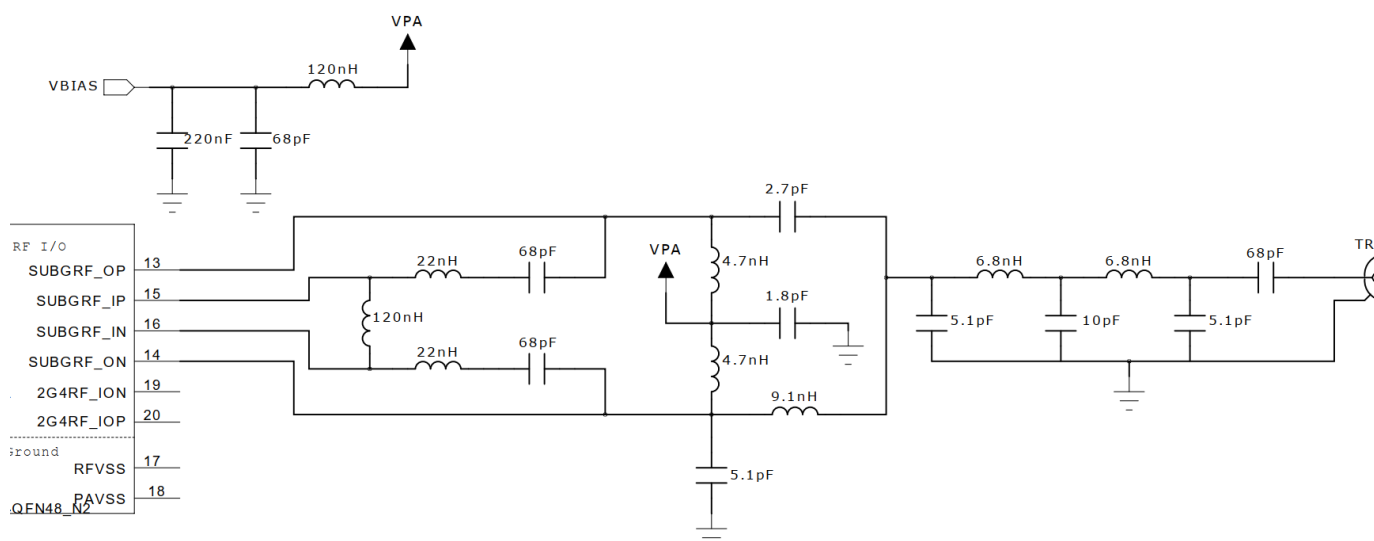 VPA
120nH
VBIAS
220nF
68pF
2.7pF
RF I/O
SUBGRF_OP
13
22nH
68pF
VPA
4.7nH
6.8nH
6.8nH
68pF
TR
SUBGRF_IP
15
1.8pF
SUBGRF_IN
16
120nH
5.1pF
10pF
5.1pF
SUBGRF_ON
14
22nH
68pF
4.7nH
2G4RF_ION
19
9.1nH
2G4RF_IOP
20
Ground
RFVSS
17
5.1pF
PAVSS
18
QFN48_N2